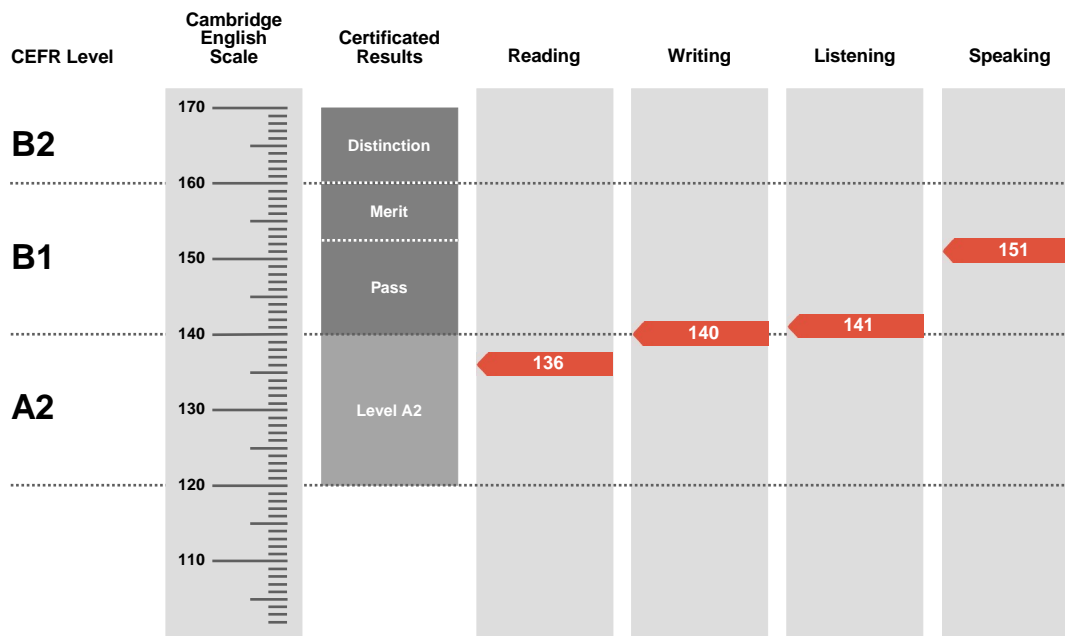 CEFR Level
Cambridge
English
Scale
Certificated
Results
Reading
Writing
Listening
Speaking
170
B2
Distinction
160
Merit
B1
150
151
Pass
140
140
141
136
A2
130
Level A2
120
110